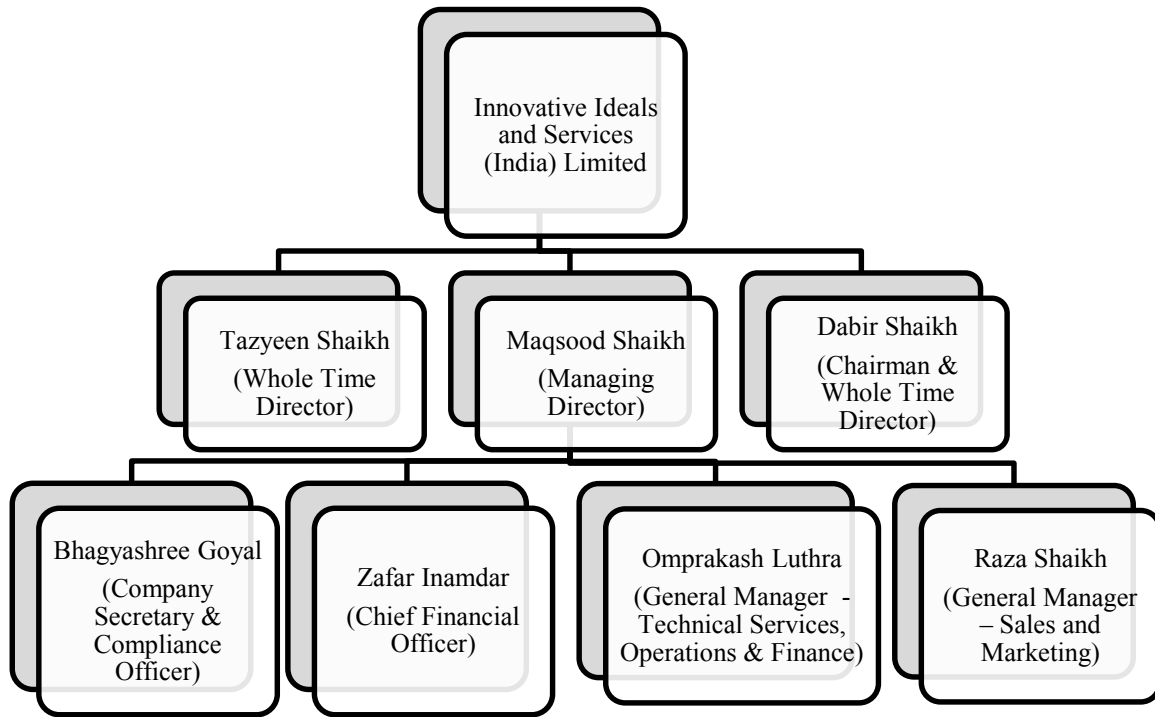 Innovative Ideals
and Services
(India) Limited
Tazyeen Shaikh
(Whole Time
Director)
Maqsood Shaikh
(Managing
Director)
Dabir Shaikh
(Chairman &
Whole Time
Director)
Bhagyashree Goyal
(Company
Secretary &
Compliance
Officer)
Zafar Inamdar
(Chief Financial
Officer)
Omprakash Luthra
(General Manager -
Technical Services,
Operations & Finance)
Raza Shaikh
(General Manager
– Sales and
Marketing)